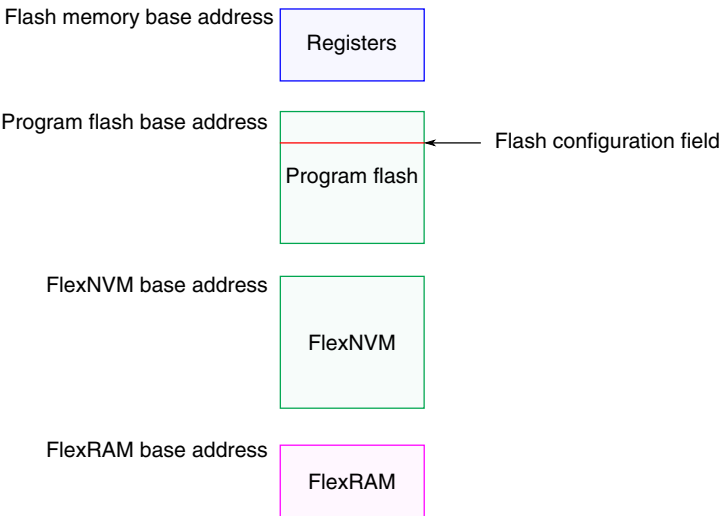 Flash memory base address
Registers
Program flash base address
Flash configuration field
Program flash
FlexNVM base address
FlexNVM
FlexRAM base address
FlexRAM